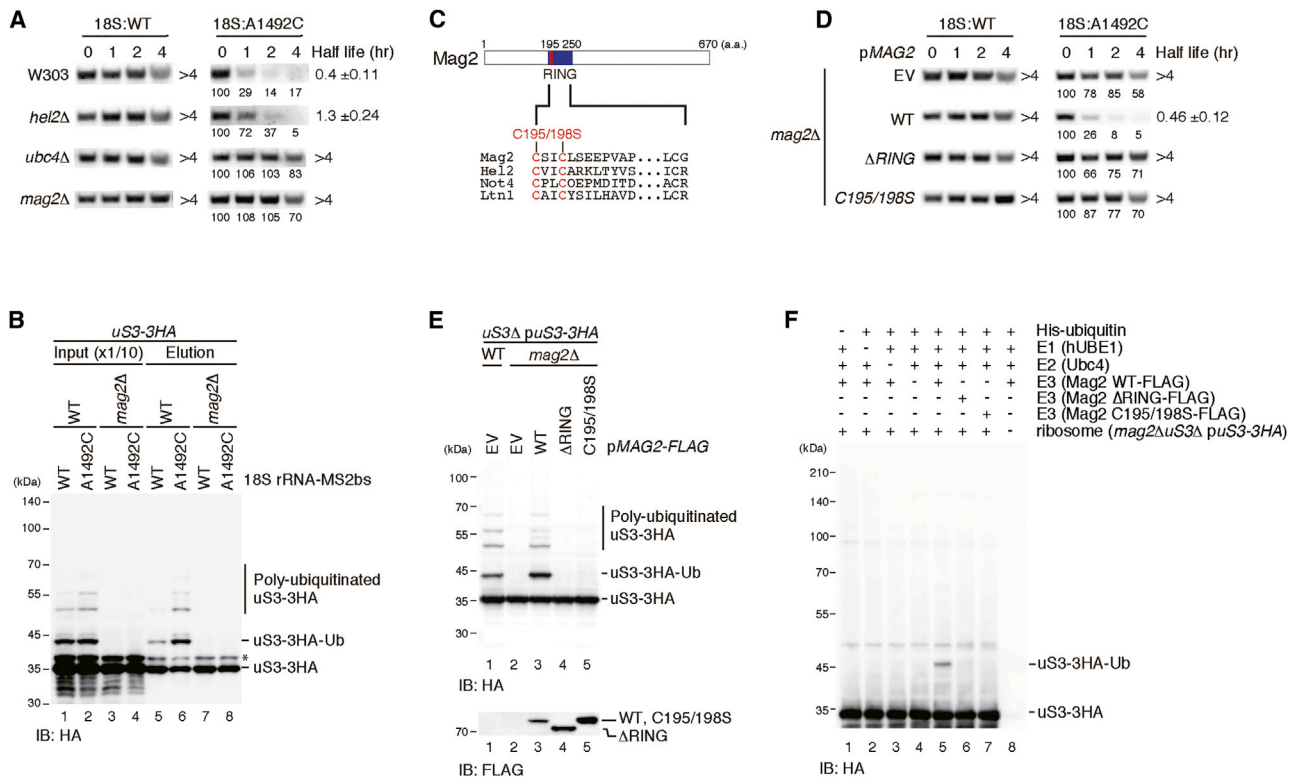 A
18S:WT 18S:A1492C
0 1 2 4 0 1 2 4 Half life (hr)
W303 >4 0.4 ±0.11
100 29 14 17
hel2Δ >4 1.3 ±0.24
100 72 37 5
ubc4Δ >4 >4
100 106 103 83
mag2Δ >4 >4
100 108 105 70
C
1 195 250 670 (a.a.)
Mag2
RING
C195/198S
Mag2 CSICLSEEPVAP...LCG
Hel2 CVICARKLTYVS...ICR
Not4 CPLCOEPMDITD...ACR
Ltn1 CAICYSILHAVD...LCR
D
18S:WT 18S:A1492C
pMAG2 0 1 2 4 0 1 2 4 Half life (hr)
EV >4 >4
100 78 85 58
mag2Δ
WT >4 0.46 ±0.12
100 26 8 5
ΔRING >4 >4
100 66 75 71
C195/198S >4 >4
100 87 77 70
B
uS3-3HA
Input (x1/10) Elution
WT mag2Δ WT mag2Δ
WT A1492C WT A1492C WT A1492C WT A1492C 18S rRNA-MS2bs
(kDa)
140
100
70
Poly-ubiquitinated
uS3-3HA
55
45
uS3-3HA-Ub
*
35
uS3-3HA
30
1 2 3 4 5 6 7 8
IB: HA
E
uS3Δ puS3-3HA
WT mag2Δ
EV EV WT ΔRING C195/198S pMAG2-FLAG
(kDa)
100
70
Poly-ubiquitinated
uS3-3HA
55
45
uS3-3HA-Ub
35
uS3-3HA
30
1 2 3 4 5
IB: HA
WT, C195/198S
70
ΔRING
1 2 3 4 5
IB: FLAG
F
- + + + + + + + His-ubiquitin
+ - + + + + + + E1 (hUBE1)
+ + - + + + + + E2 (Ubc4)
+ + + - + - - + E3 (Mag2 WT-FLAG)
- - - - - + - - E3 (Mag2 ΔRING-FLAG)
- - - - - - + - E3 (Mag2 C195/198S-FLAG)
+ + + + + + + - ribosome (mag2ΔuS3Δ puS3-3HA)
(kDa)
210
140
100
70
55
45
uS3-3HA-Ub
35
uS3-3HA
1 2 3 4 5 6 7 8
IB: HA